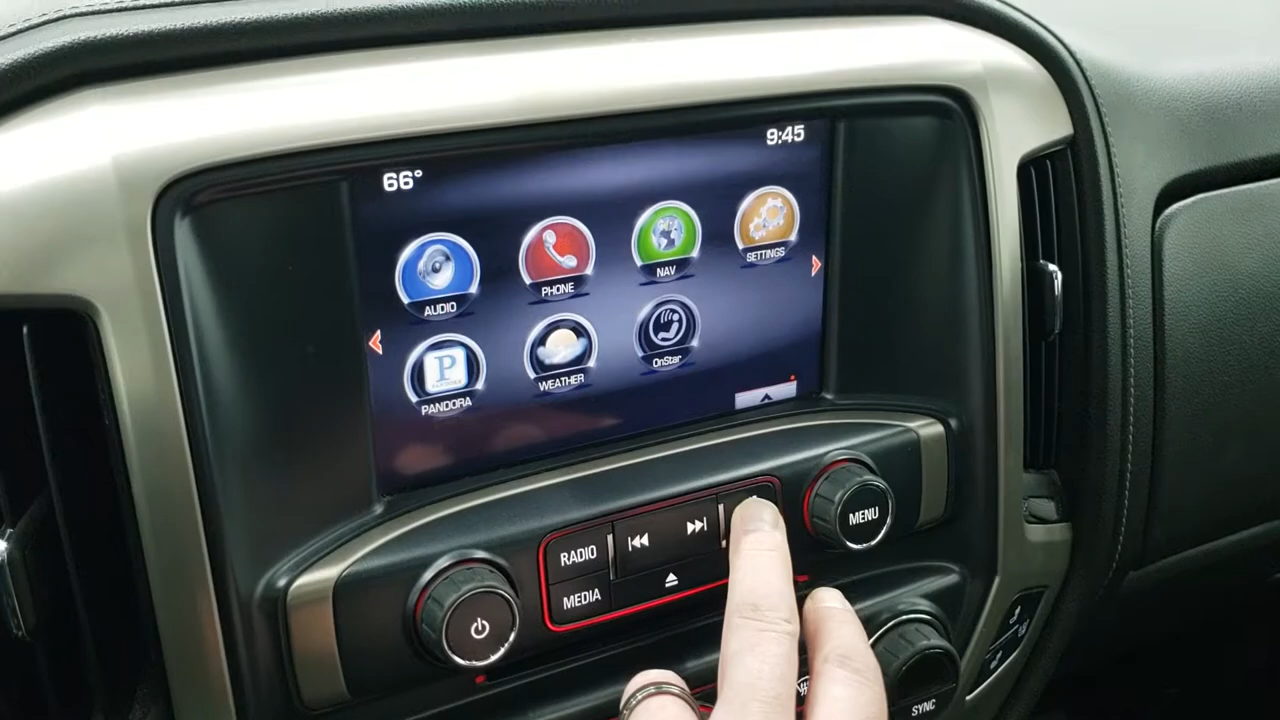 66°
9:45
AUDIO
PHONE
NAV
SETTINGS
P
PANDORA
WEATHER
OnStar
RADIO
MEDIA
MENU
SYNC